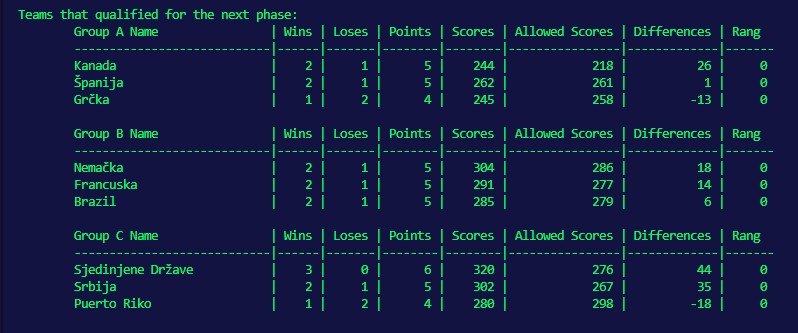 Teams that qualified for the next phase:
Group A Name | Wins | Loses | Points | Scores | Allowed Scores | Differences | Rang
----------------------------|------|-------|--------|--------|----------------|-------------|-------
Kanada | 2 | 1 | 5 | 244 | 218 | 26 | 0
Španija | 2 | 1 | 5 | 262 | 261 | 1 | 0
Grčka | 1 | 2 | 4 | 245 | 258 | -13 | 0
Group B Name | Wins | Loses | Points | Scores | Allowed Scores | Differences | Rang
----------------------------|------|-------|--------|--------|----------------|-------------|-------
Nemačka | 2 | 1 | 5 | 304 | 286 | 18 | 0
Francuska | 2 | 1 | 5 | 291 | 277 | 14 | 0
Brazil | 2 | 1 | 5 | 285 | 279 | 6 | 0
Group C Name | Wins | Loses | Points | Scores | Allowed Scores | Differences | Rang
----------------------------|------|-------|--------|--------|----------------|-------------|-------
Sjedinjene Države | 3 | 0 | 6 | 320 | 276 | 44 | 0
Srbija | 2 | 1 | 5 | 302 | 267 | 35 | 0
Puerto Riko | 1 | 2 | 4 | 280 | 298 | -18 | 0